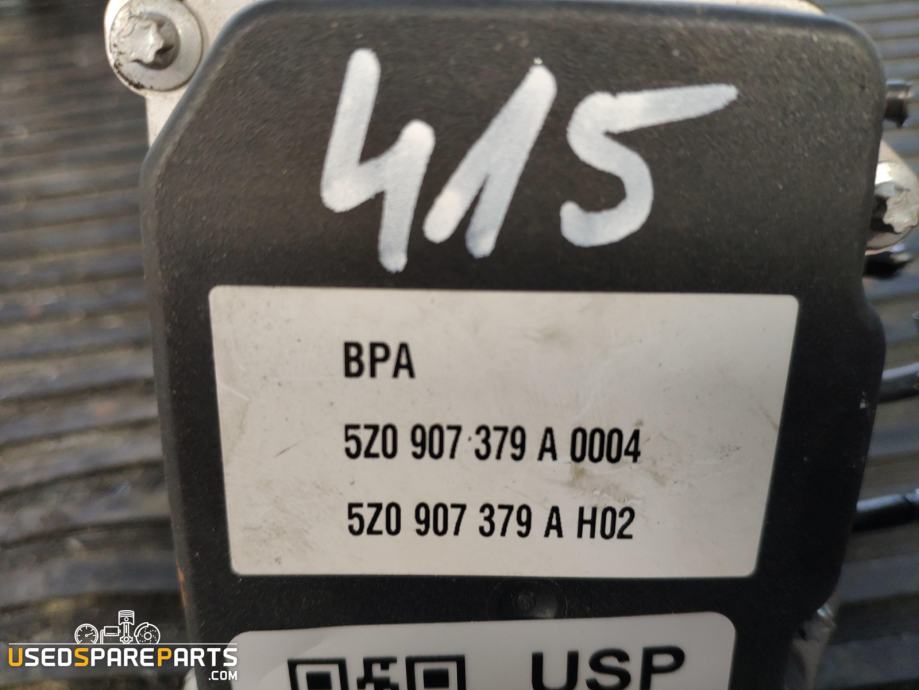 415
BPA
5Z0 907 379 A 0004
5Z0 907 379 A H02
USP
USEDSPAREPARTS
.COM